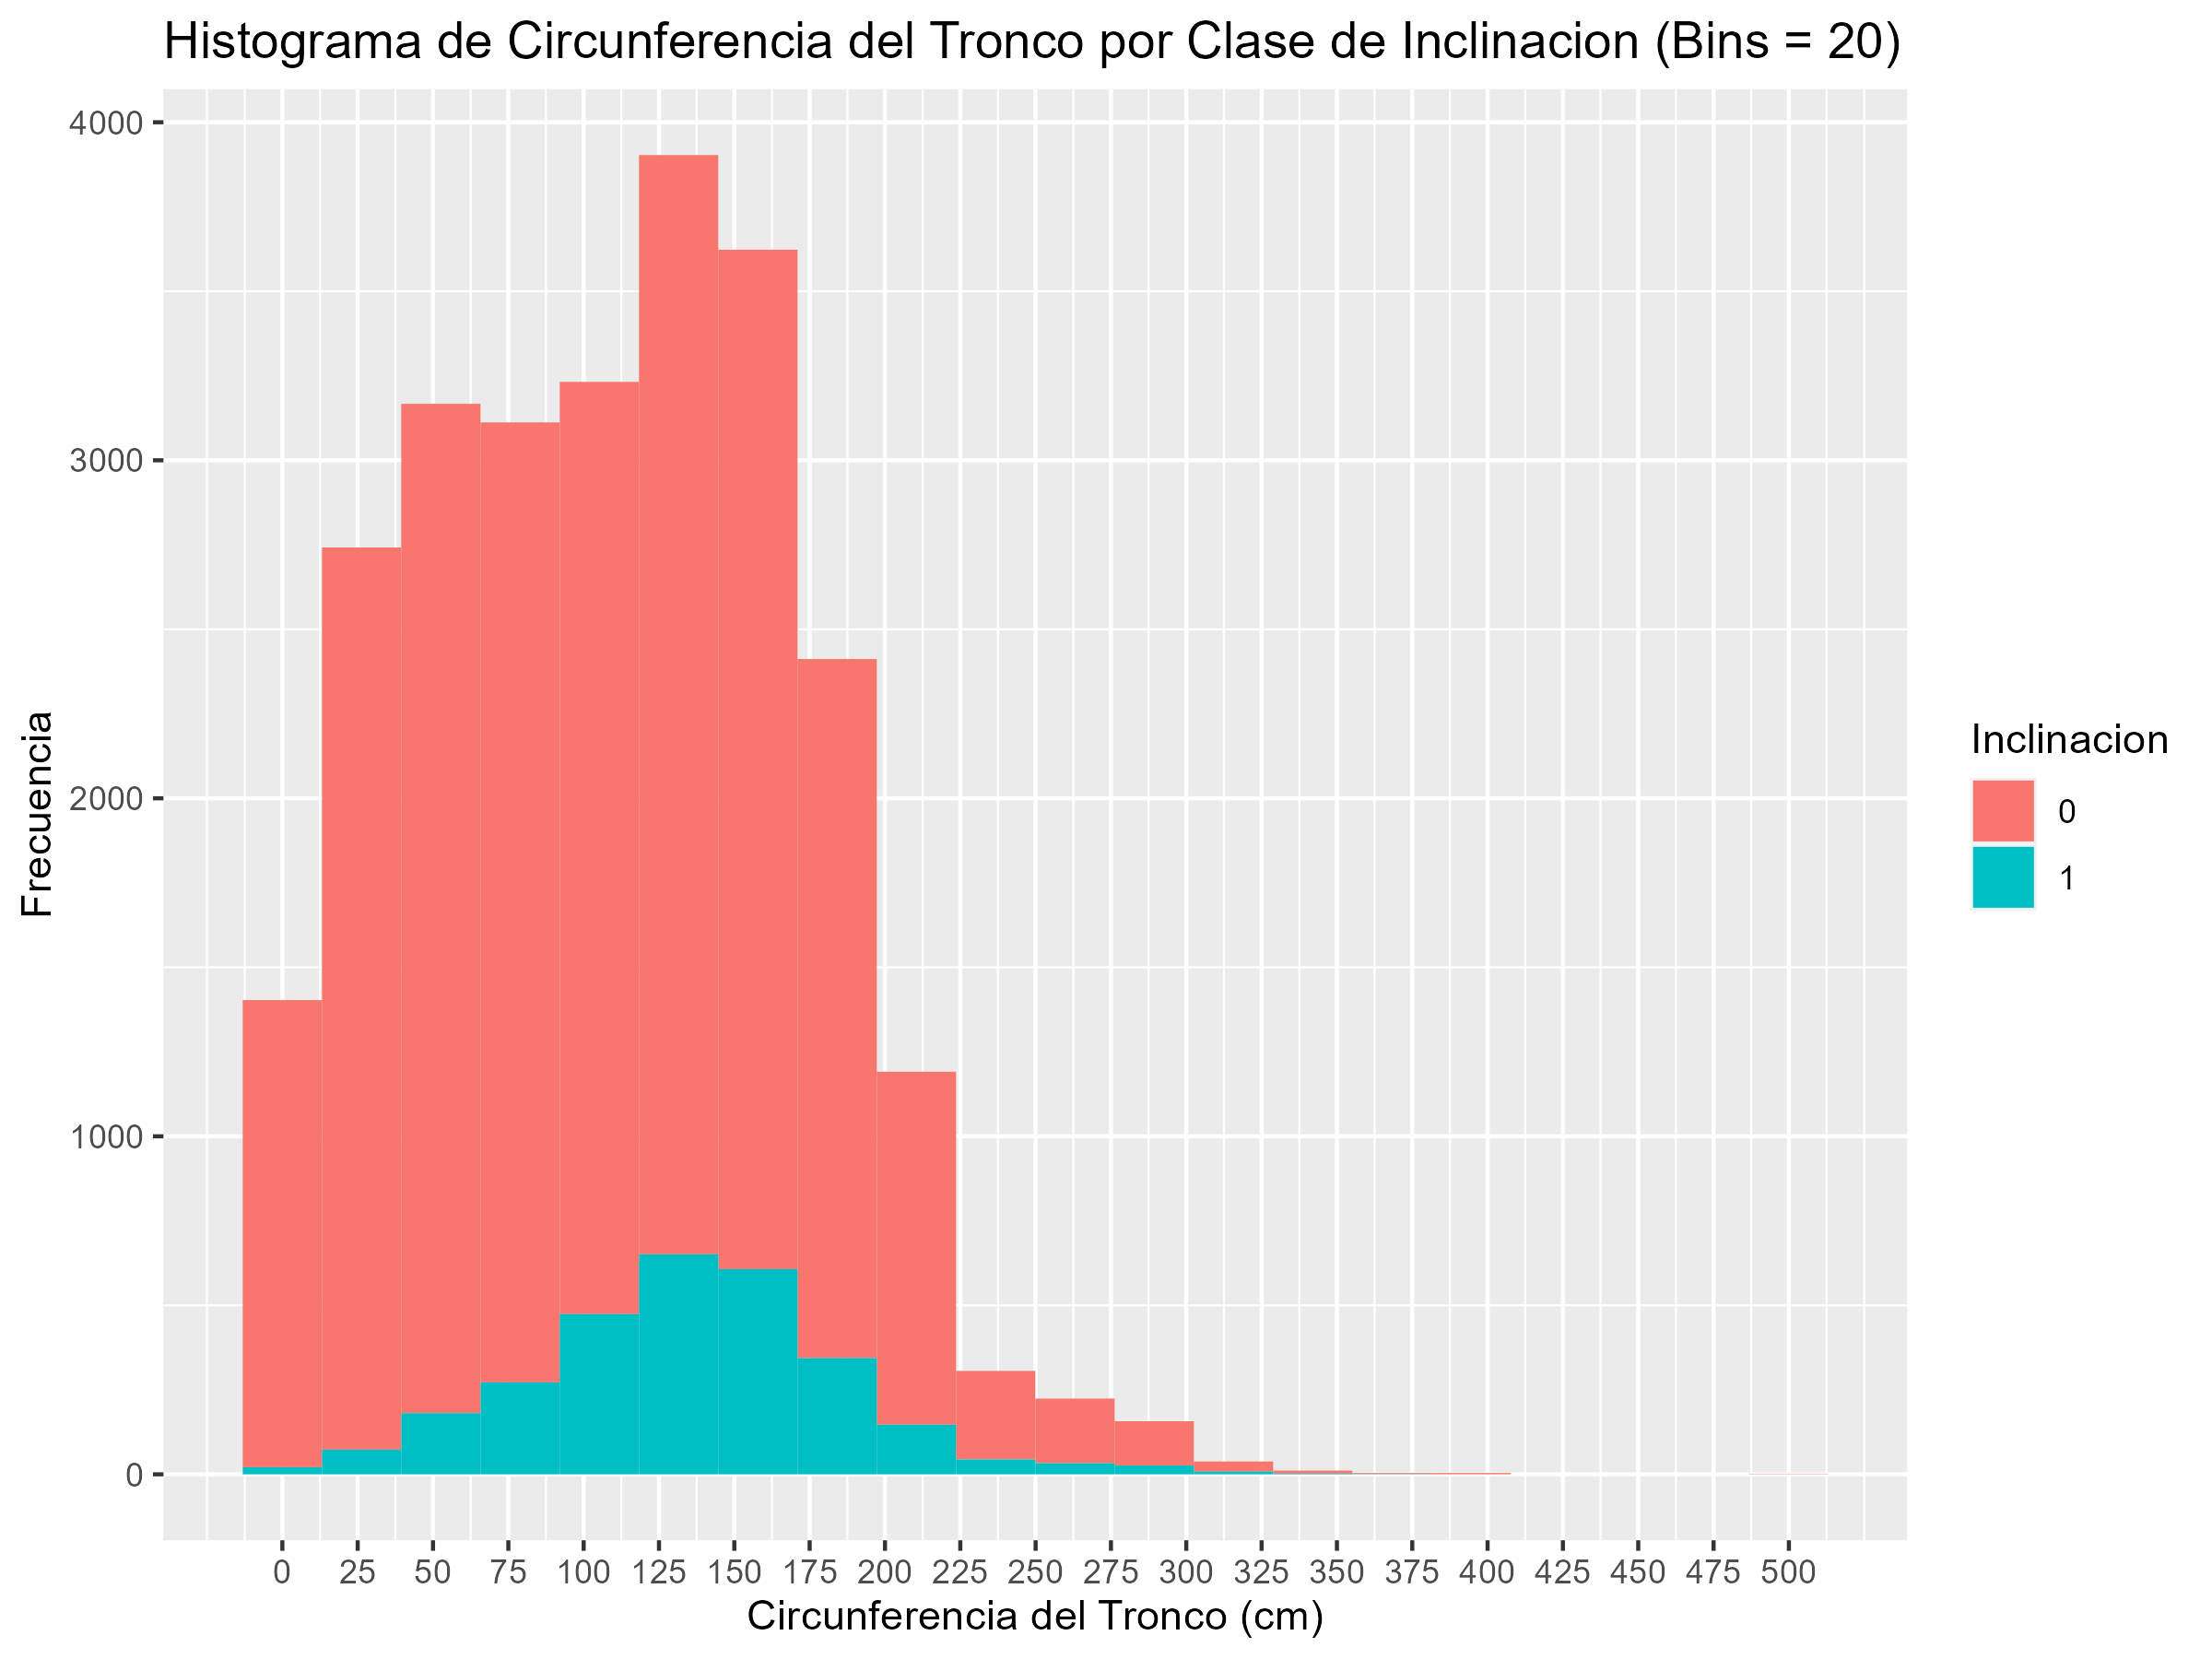 Histograma de Circunferencia del Tronco por Clase de Inclinacion (Bins = 20)
4000
3000
2000
1000
0
Frecuencia
0 25 50 75 100 125 150 175 200 225 250 275 300 325 350 375 400 425 450 475 500
Circunferencia del Tronco (cm)
Inclinacion
0
1